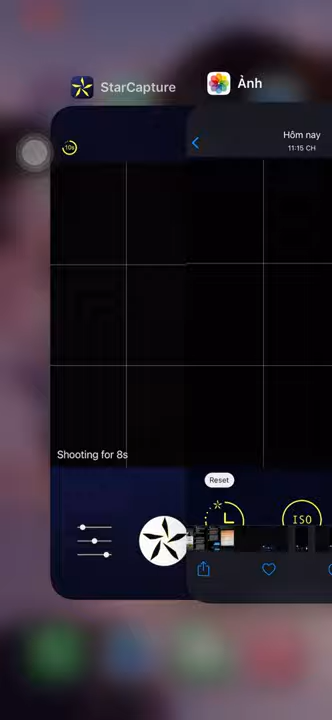 StarCapture
Ảnh
Hôm nay
11:15 CH
10s
Shooting for 8s
Reset
ISO